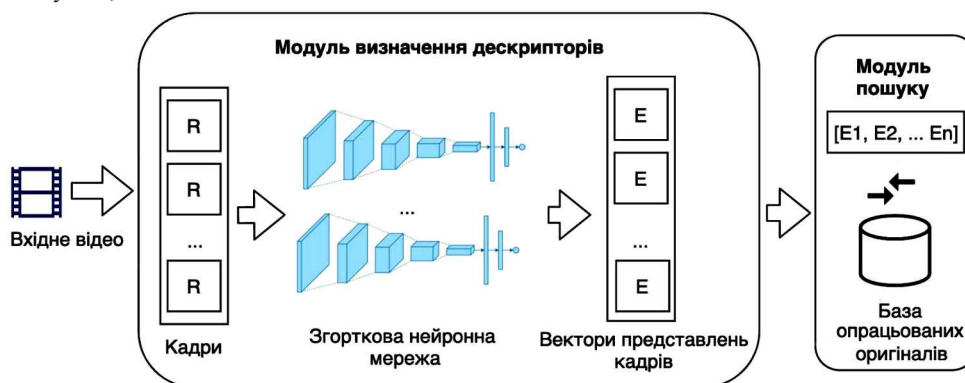 Модуль визначення дескрипторів
Модуль
пошуку
[E1, E2, ... En]
R
R
...
R
...
E
E
...
E
Вхідне відео
Кадри
Згорткова нейронна
мережа
Вектори представлень
кадрів
База
опрацьованих
оригіналів